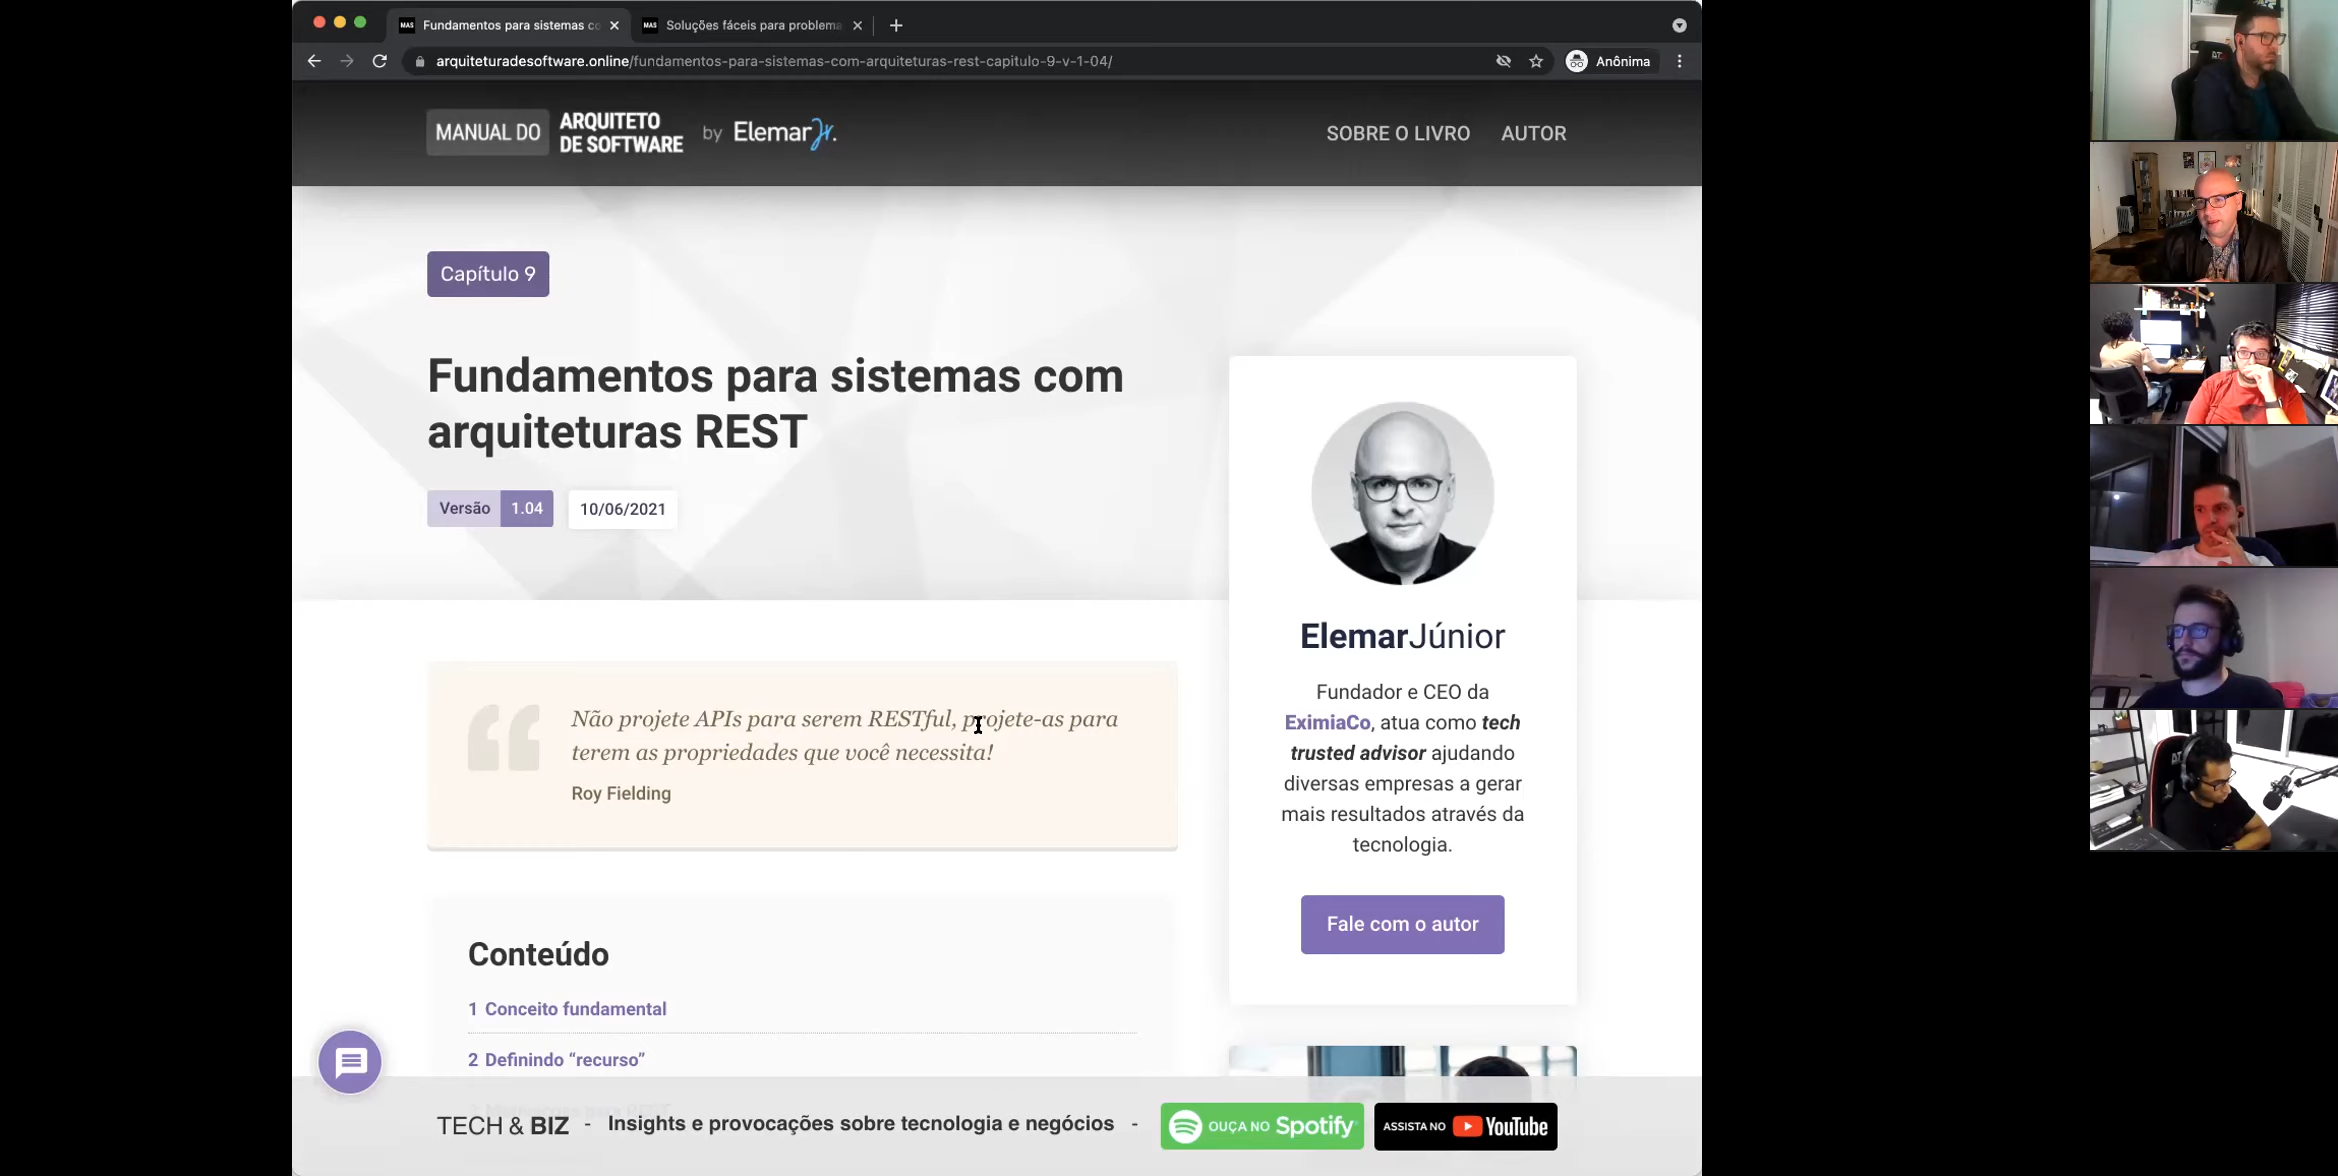 Fundamentos para sistemas co
Soluções fáceis para problema
arquiteturadesoftware.online/fundamentos-para-sistemas-com-arquiteturas-rest-capitulo-9-v-1-04/
Anônima
MANUAL DO
ARQUITETO
DE SOFTWARE
by ElemarJr.
SOBRE O LIVRO
AUTOR
Capítulo 9
Fundamentos para sistemas com
arquiteturas REST
Versão 1.04
10/06/2021
Não projete APIs para serem RESTful, projete-as para
terem as propriedades que você necessita!
Roy Fielding
Conteúdo
1 Conceito fundamental
2 Definindo “recurso”
ElemarJúnior
Fundador e CEO da
EximiaCo, atua como tech
trusted advisor ajudando
diversas empresas a gerar
mais resultados através da
tecnologia.
Fale com o autor
TECH & BIZ - Insights e provocações sobre tecnologia e negócios -
OUÇA NO Spotify
ASSISTA NO YouTube